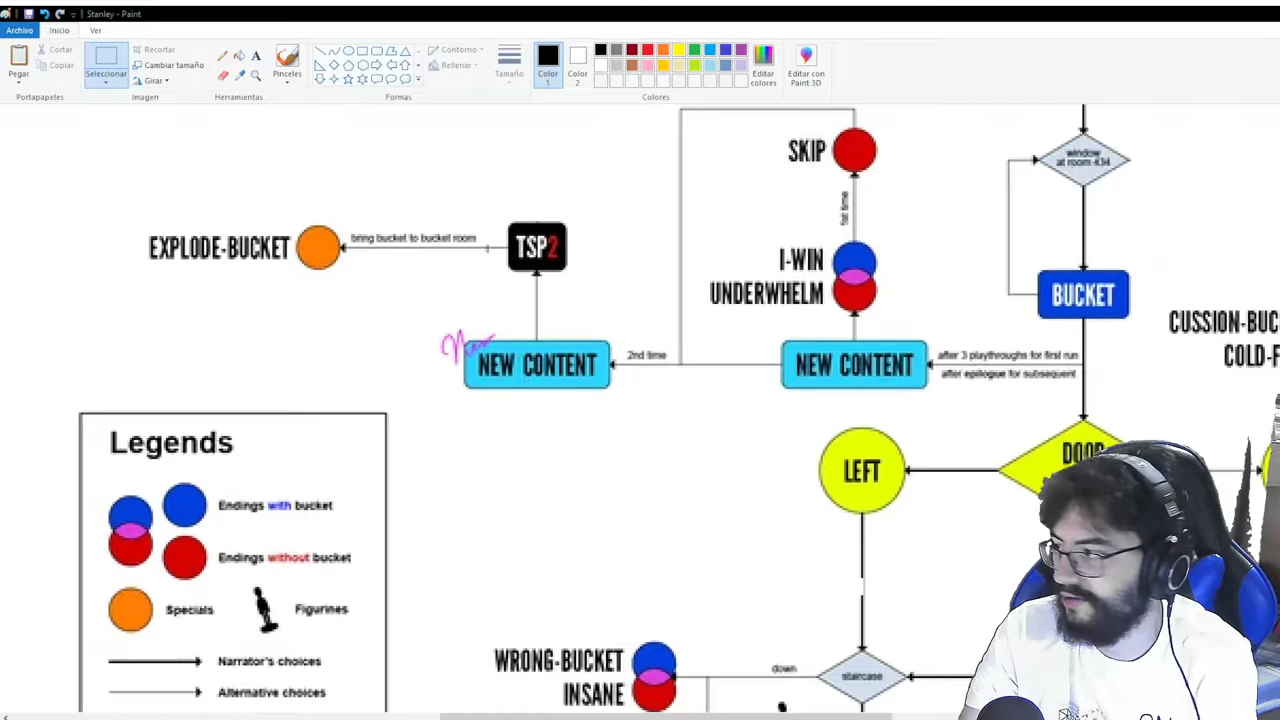 Stanley - Paint
Archivo
Inicio
Ver
Pegar
Cortar
Copiar
Portapapeles
Seleccionar
Recortar
Cambiar tamaño
Girar
Imagen
Herramientas
Pinceles
Contorno
Rellenar
Formas
Tamaño
Color 1
Color 2
Editar colores
Colores
Editar con Paint 3D
SKIP
window
at room 434
1st time
EXPLODE-BUCKET
bring bucket to bucket room
TSP2
I-WIN
UNDERWHELM
BUCKET
New
NEW CONTENT
2nd time
NEW CONTENT
after 3 playthroughs for first run
after epilogue for subsequent
LEFT
Legends
Endings with bucket
Endings without bucket
Specials
Figurines
Narrator's choices
Alternative choices
WRONG-BUCKET
INSANE
down
staircase